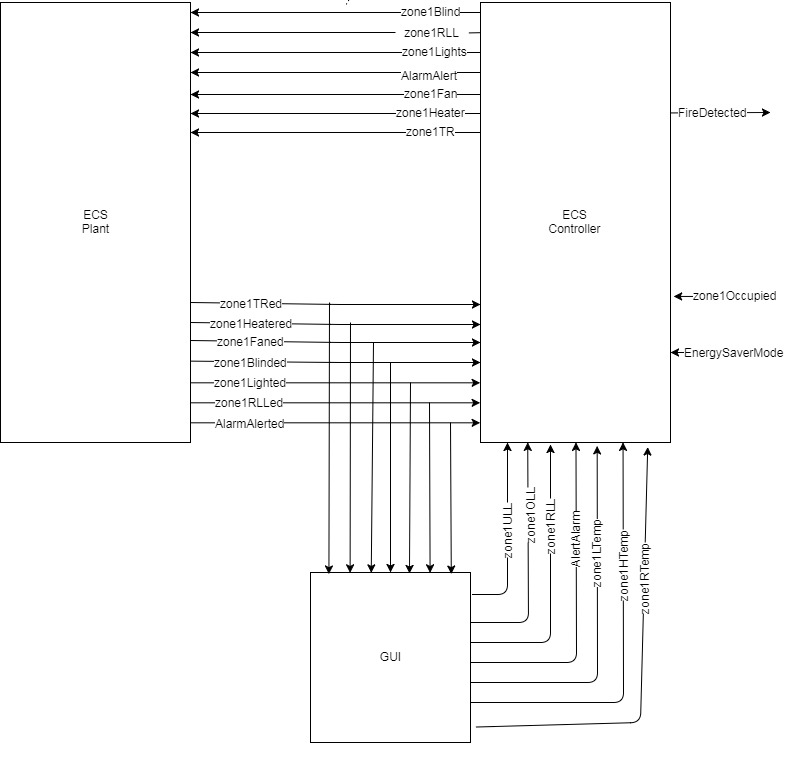 zone1Blind
zone1RLL
zone1Lights
AlarmAlert
zone1Fan
zone1Heater
zone1TR
FireDetected
ECS
Plant
ECS
Controller
zone1Occupied
zone1TRed
zone1Heatered
zone1Faned
zone1Blinded
EnergySaverMode
zone1Lighted
zone1RLLed
AlarmAlerted
zone1ULL
zone1OLL
zone1RLL
AlertAlarm
zone1LTemp
zone1HTemp
zone1RTemp
GUI